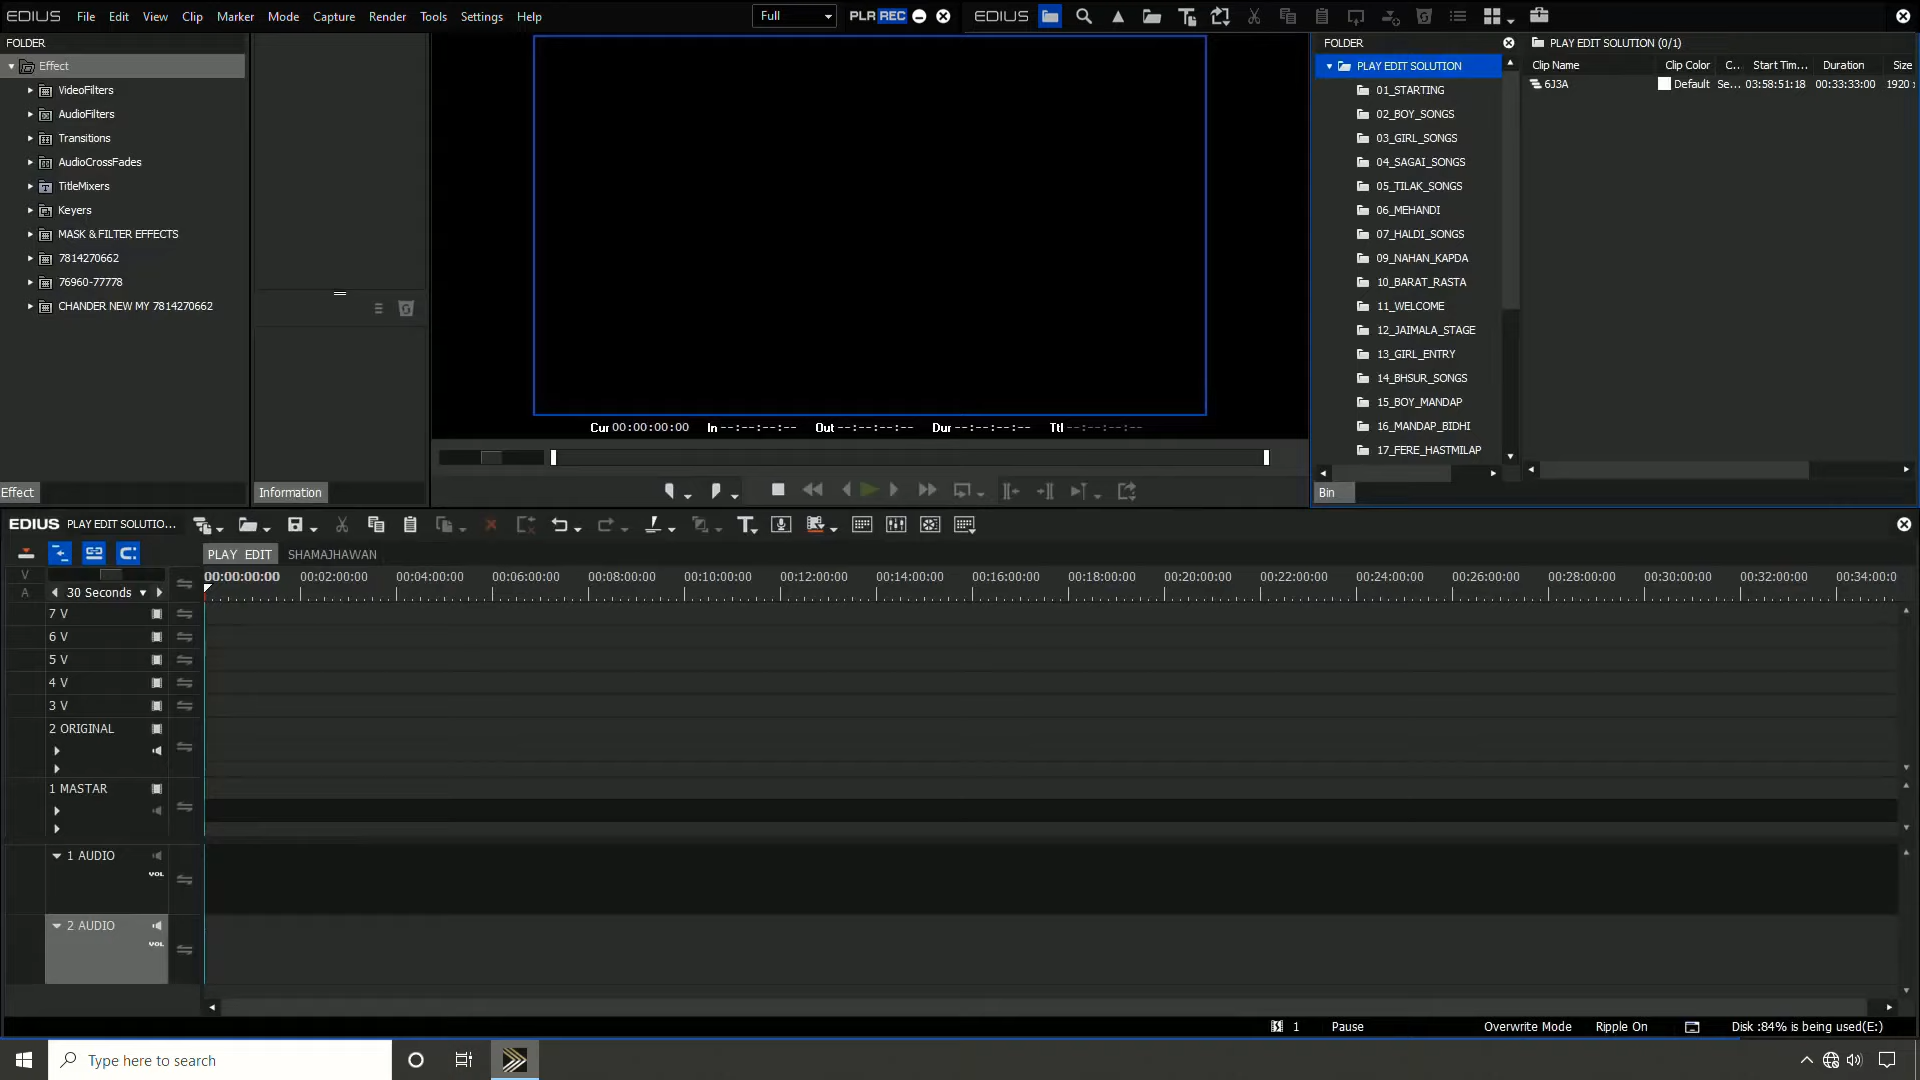 EDIUS File Edit View Clip Marker Mode Capture Render Tools Settings Help Full PLR REC EDIUS
FOLDER
Effect
VideoFilters
AudioFilters
Transitions
AudioCrossFades
TitleMixers
Keyers
MASK & FILTER EFFECTS
7814270662
76960-77778
CHANDER NEW MY 7814270662
Effect
Information
Cur 00:00:00:00 In --:--:--:-- Out --:--:--:-- Dur --:--:--:-- Ttl --:--:--:--
FOLDER
PLAY EDIT SOLUTION
01_STARTING
02_BOY_SONGS
03_GIRL_SONGS
04_SAGAI_SONGS
05_TILAK_SONGS
06_MEHANDI
07_HALDI_SONGS
09_NAHAN_KAPDA
10_BARAT_RASTA
11_WELCOME
12_JAIMALA_STAGE
13_GIRL_ENTRY
14_BHSUR_SONGS
15_BOY_MANDAP
16_MANDAP_BIDHI
17_FERE_HASTMILAP
Bin
PLAY EDIT SOLUTION (0/1)
Clip Name Clip Color C... Start Tim... Duration Size
6J3A Default Se... 03:58:51:18 00:33:33:00 1920
EDIUS PLAY EDIT SOLUTIO...
PLAY EDIT SHAMAJHAWAN
V 00:00:00:00 00:02:00:00 00:04:00:00 00:06:00:00 00:08:00:00 00:10:00:00 00:12:00:00 00:14:00:00 00:16:00:00 00:18:00:00 00:20:00:00 00:22:00:00 00:24:00:00 00:26:00:00 00:28:00:00 00:30:00:00 00:32:00:00 00:34:00:0
A 30 Seconds
7 V
6 V
5 V
4 V
3 V
2 ORIGINAL
1 MASTAR
1 AUDIO
VOL
2 AUDIO
VOL
1 Pause Overwrite Mode Ripple On Disk :84% is being used(E:)
Type here to search